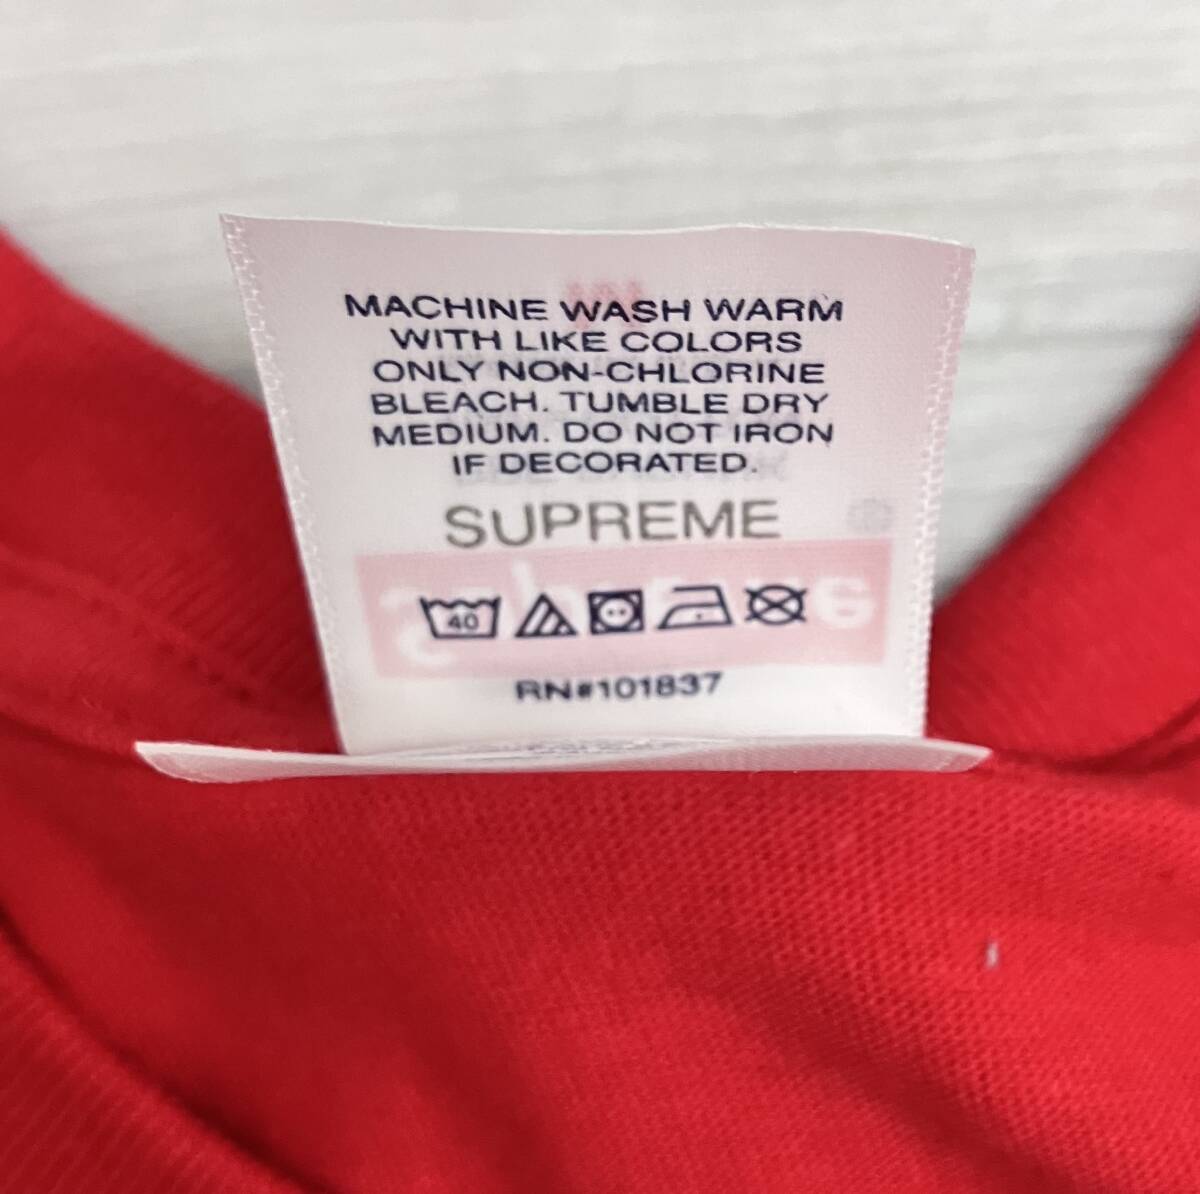 MACHINE WASH WARM
WITH LIKE COLORS
ONLY NON-CHLORINE
BLEACH. TUMBLE DRY
MEDIUM. DO NOT IRON
IF DECORATED.
SUPREME
40
RN#101837